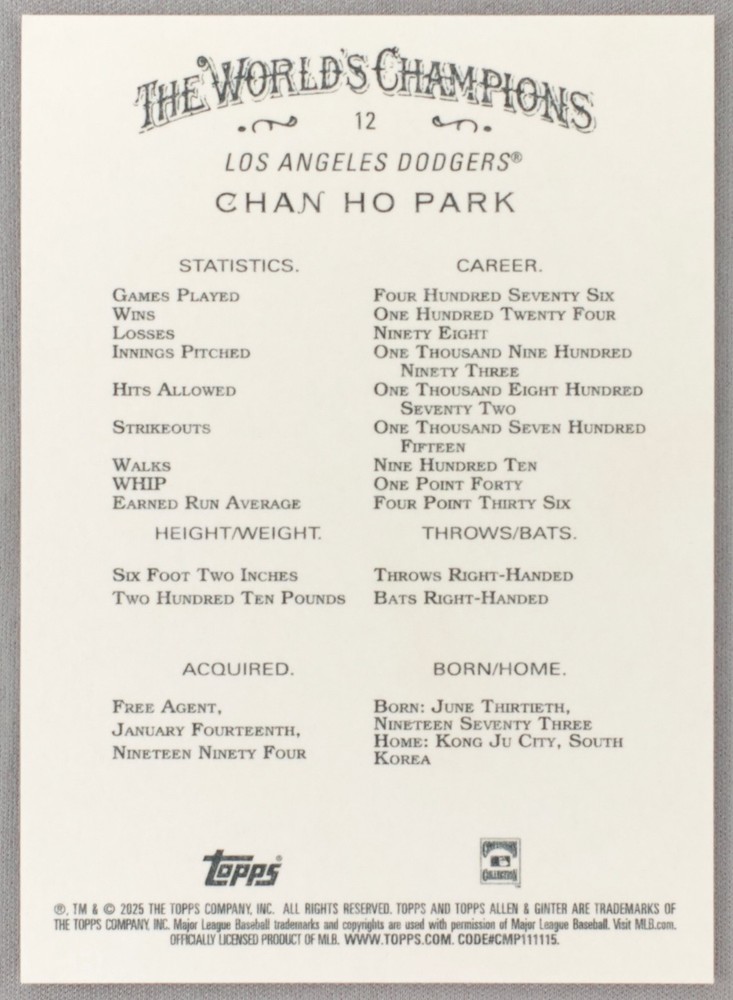 THE WORLD'S CHAMPIONS
12
LOS ANGELES DODGERS®
CHAN HO PARK
STATISTICS. CAREER.
GAMES PLAYED FOUR HUNDRED SEVENTY SIX
WINS ONE HUNDRED TWENTY FOUR
LOSSES NINETY EIGHT
INNINGS PITCHED ONE THOUSAND NINE HUNDRED
NINETY THREE
HITS ALLOWED ONE THOUSAND EIGHT HUNDRED
SEVENTY TWO
STRIKEOUTS ONE THOUSAND SEVEN HUNDRED
FIFTEEN
WALKS NINE HUNDRED TEN
WHIP ONE POINT FORTY
EARNED RUN AVERAGE FOUR POINT THIRTY SIX
HEIGHT/WEIGHT. THROWS/BATS.
SIX FOOT TWO INCHES THROWS RIGHT-HANDED
TWO HUNDRED TEN POUNDS BATS RIGHT-HANDED
ACQUIRED. BORN/HOME.
FREE AGENT,
JANUARY FOURTEENTH,
NINETEEN NINETY FOUR
BORN: JUNE THIRTIETH,
NINETEEN SEVENTY THREE
HOME: KONG JU CITY, SOUTH
KOREA
topps®
COOPERSTOWN
COLLECTION
®, TM & © 2025 THE TOPPS COMPANY, INC. ALL RIGHTS RESERVED. TOPPS AND TOPPS ALLEN & GINTER ARE TRADEMARKS OF
THE TOPPS COMPANY, INC. Major League Baseball trademarks and copyrights are used with permission of Major League Baseball. Visit MLB.com.
OFFICIALLY LICENSED PRODUCT OF MLB. WWW.TOPPS.COM. CODE#CMP111115.